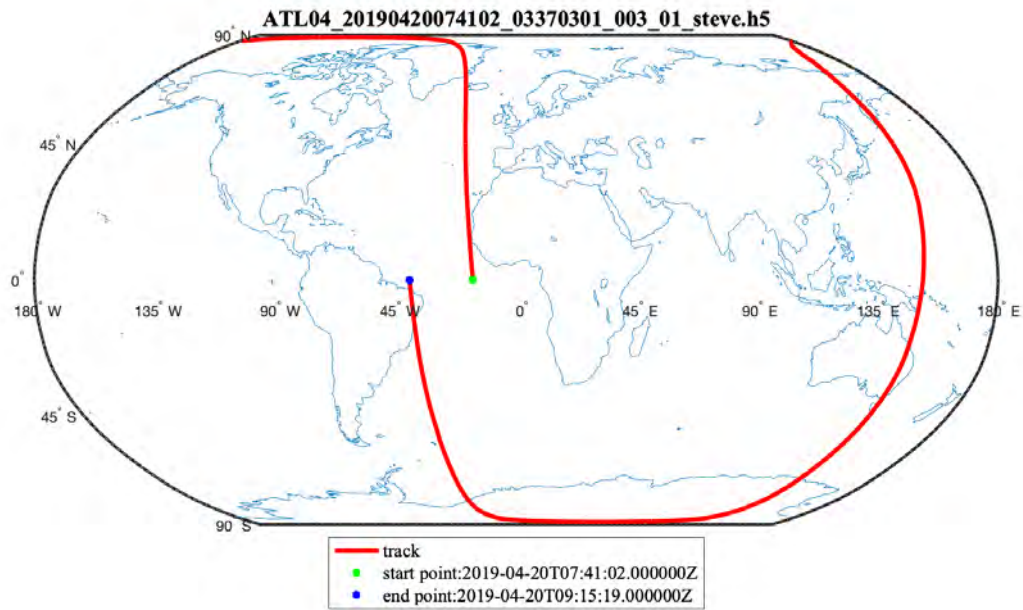 ATL04_20190420074102_03370301_003_01_steve.h5
90° N
45° N
0°
180° W 135° W 90° W 45° W 0° 45° E 90° E 135° E 180° E
45° S
90° S
track
start point:2019-04-20T07:41:02.000000Z
end point:2019-04-20T09:15:19.000000Z